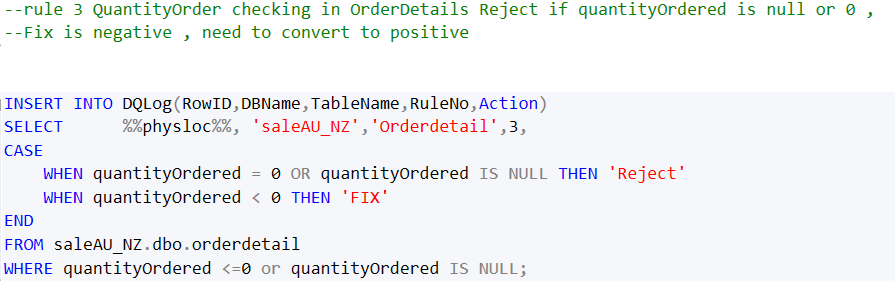 --rule 3 QuantityOrder checking in OrderDetails Reject if quantityOrdered is null or 0 ,
--Fix is negative , need to convert to positive
INSERT INTO DQLog(RowID,DBName,TableName,RuleNo,Action)
SELECT      %%physloc%%, 'saleAU_NZ','Orderdetail',3,
CASE
    WHEN quantityOrdered = 0 OR quantityOrdered IS NULL THEN 'Reject'
    WHEN quantityOrdered < 0 THEN 'FIX'
END
FROM saleAU_NZ.dbo.orderdetail
WHERE quantityOrdered <=0 or quantityOrdered IS NULL;